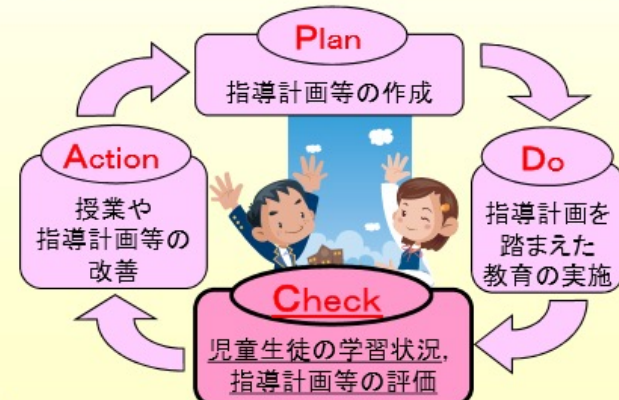 Plan
指導計画等の作成
Do
指導計画を
踏まえた
教育の実施
Check
児童生徒の学習状況,
指導計画等の評価
Action
授業や
指導計画等の
改善